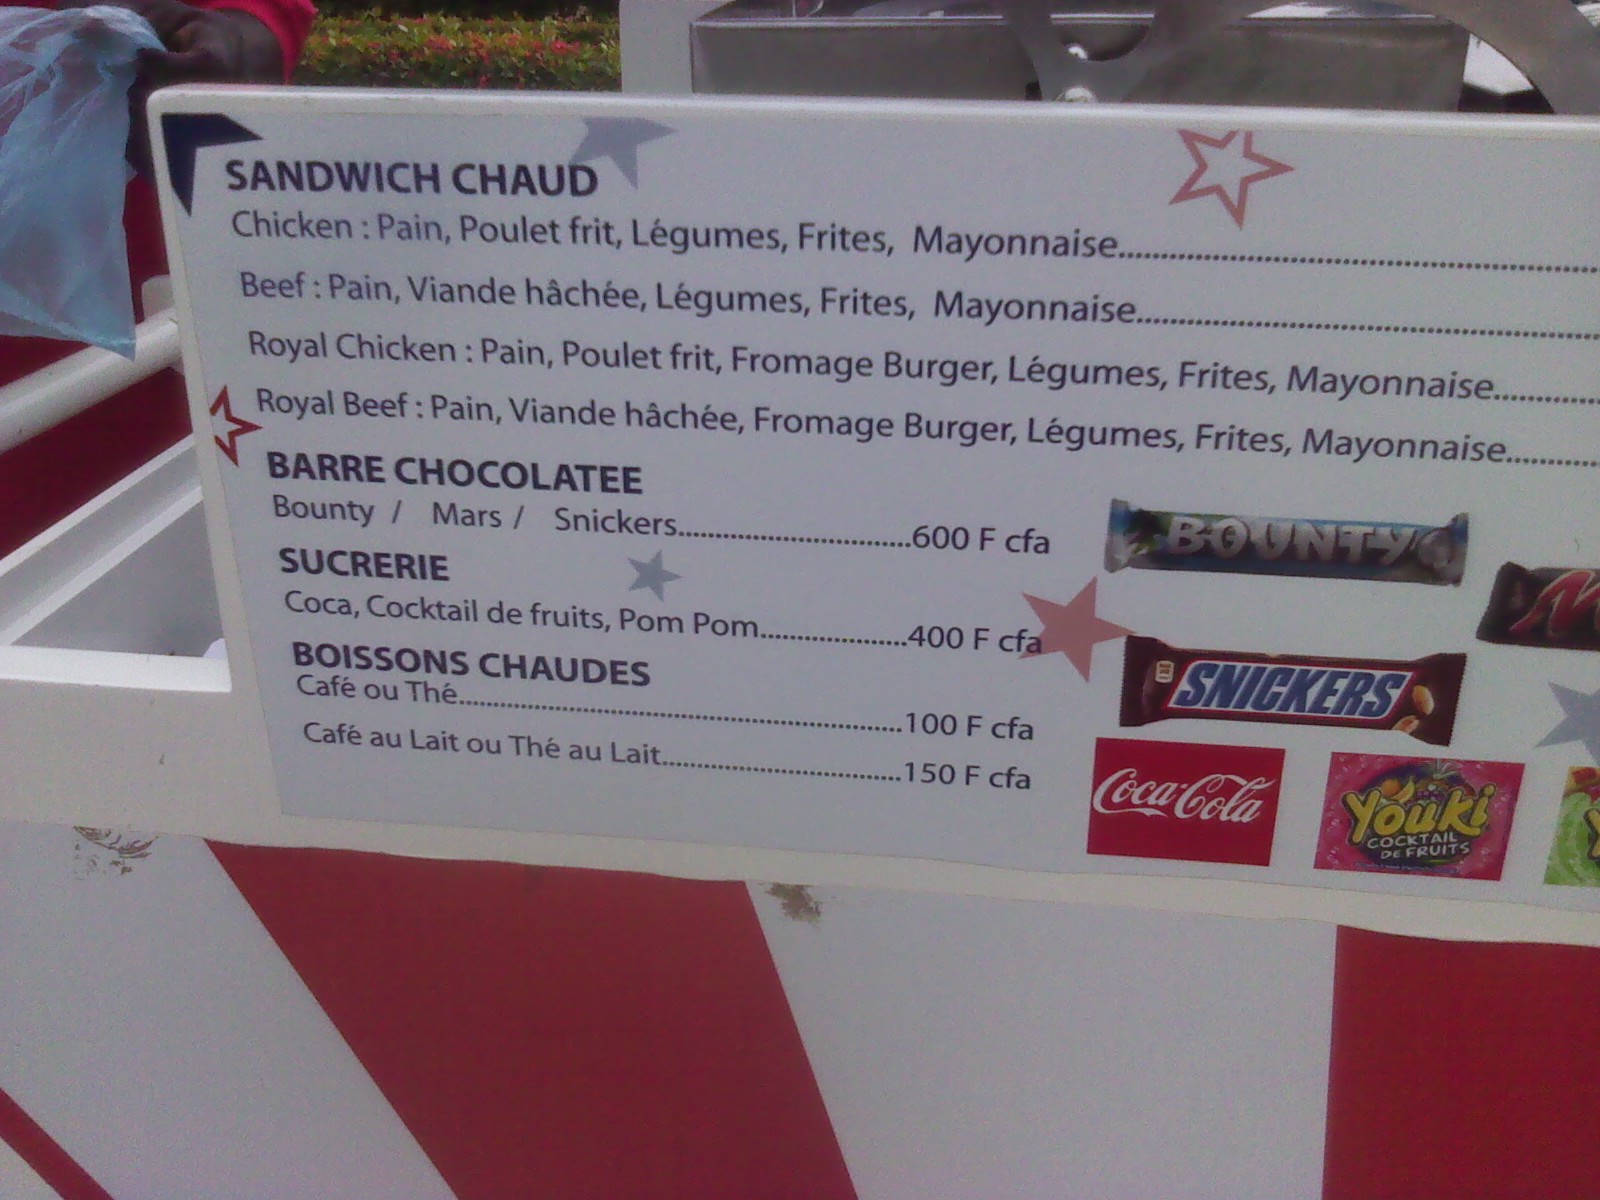 SANDWICH CHAUD
Chicken : Pain, Poulet frit, Légumes, Frites, Mayonnaise
Beef : Pain, Viande hâchée, Légumes, Frites, Mayonnaise
Royal Chicken : Pain, Poulet frit, Fromage Burger, Légumes, Frites, Mayonnaise
Royal Beef : Pain, Viande hâchée, Fromage Burger, Légumes, Frites, Mayonnaise
BARRE CHOCOLATEE
Bounty / Mars / Snickers 600 F cfa
SUCRERIE
Coca, Cocktail de fruits, Pom Pom 400 F cfa
BOISSONS CHAUDES
Café ou Thé 100 F cfa
Café au Lait ou Thé au Lait 150 F cfa
BOUNTY
SNICKERS
Coca-Cola
Youki
COCKTAIL
DE FRUITS